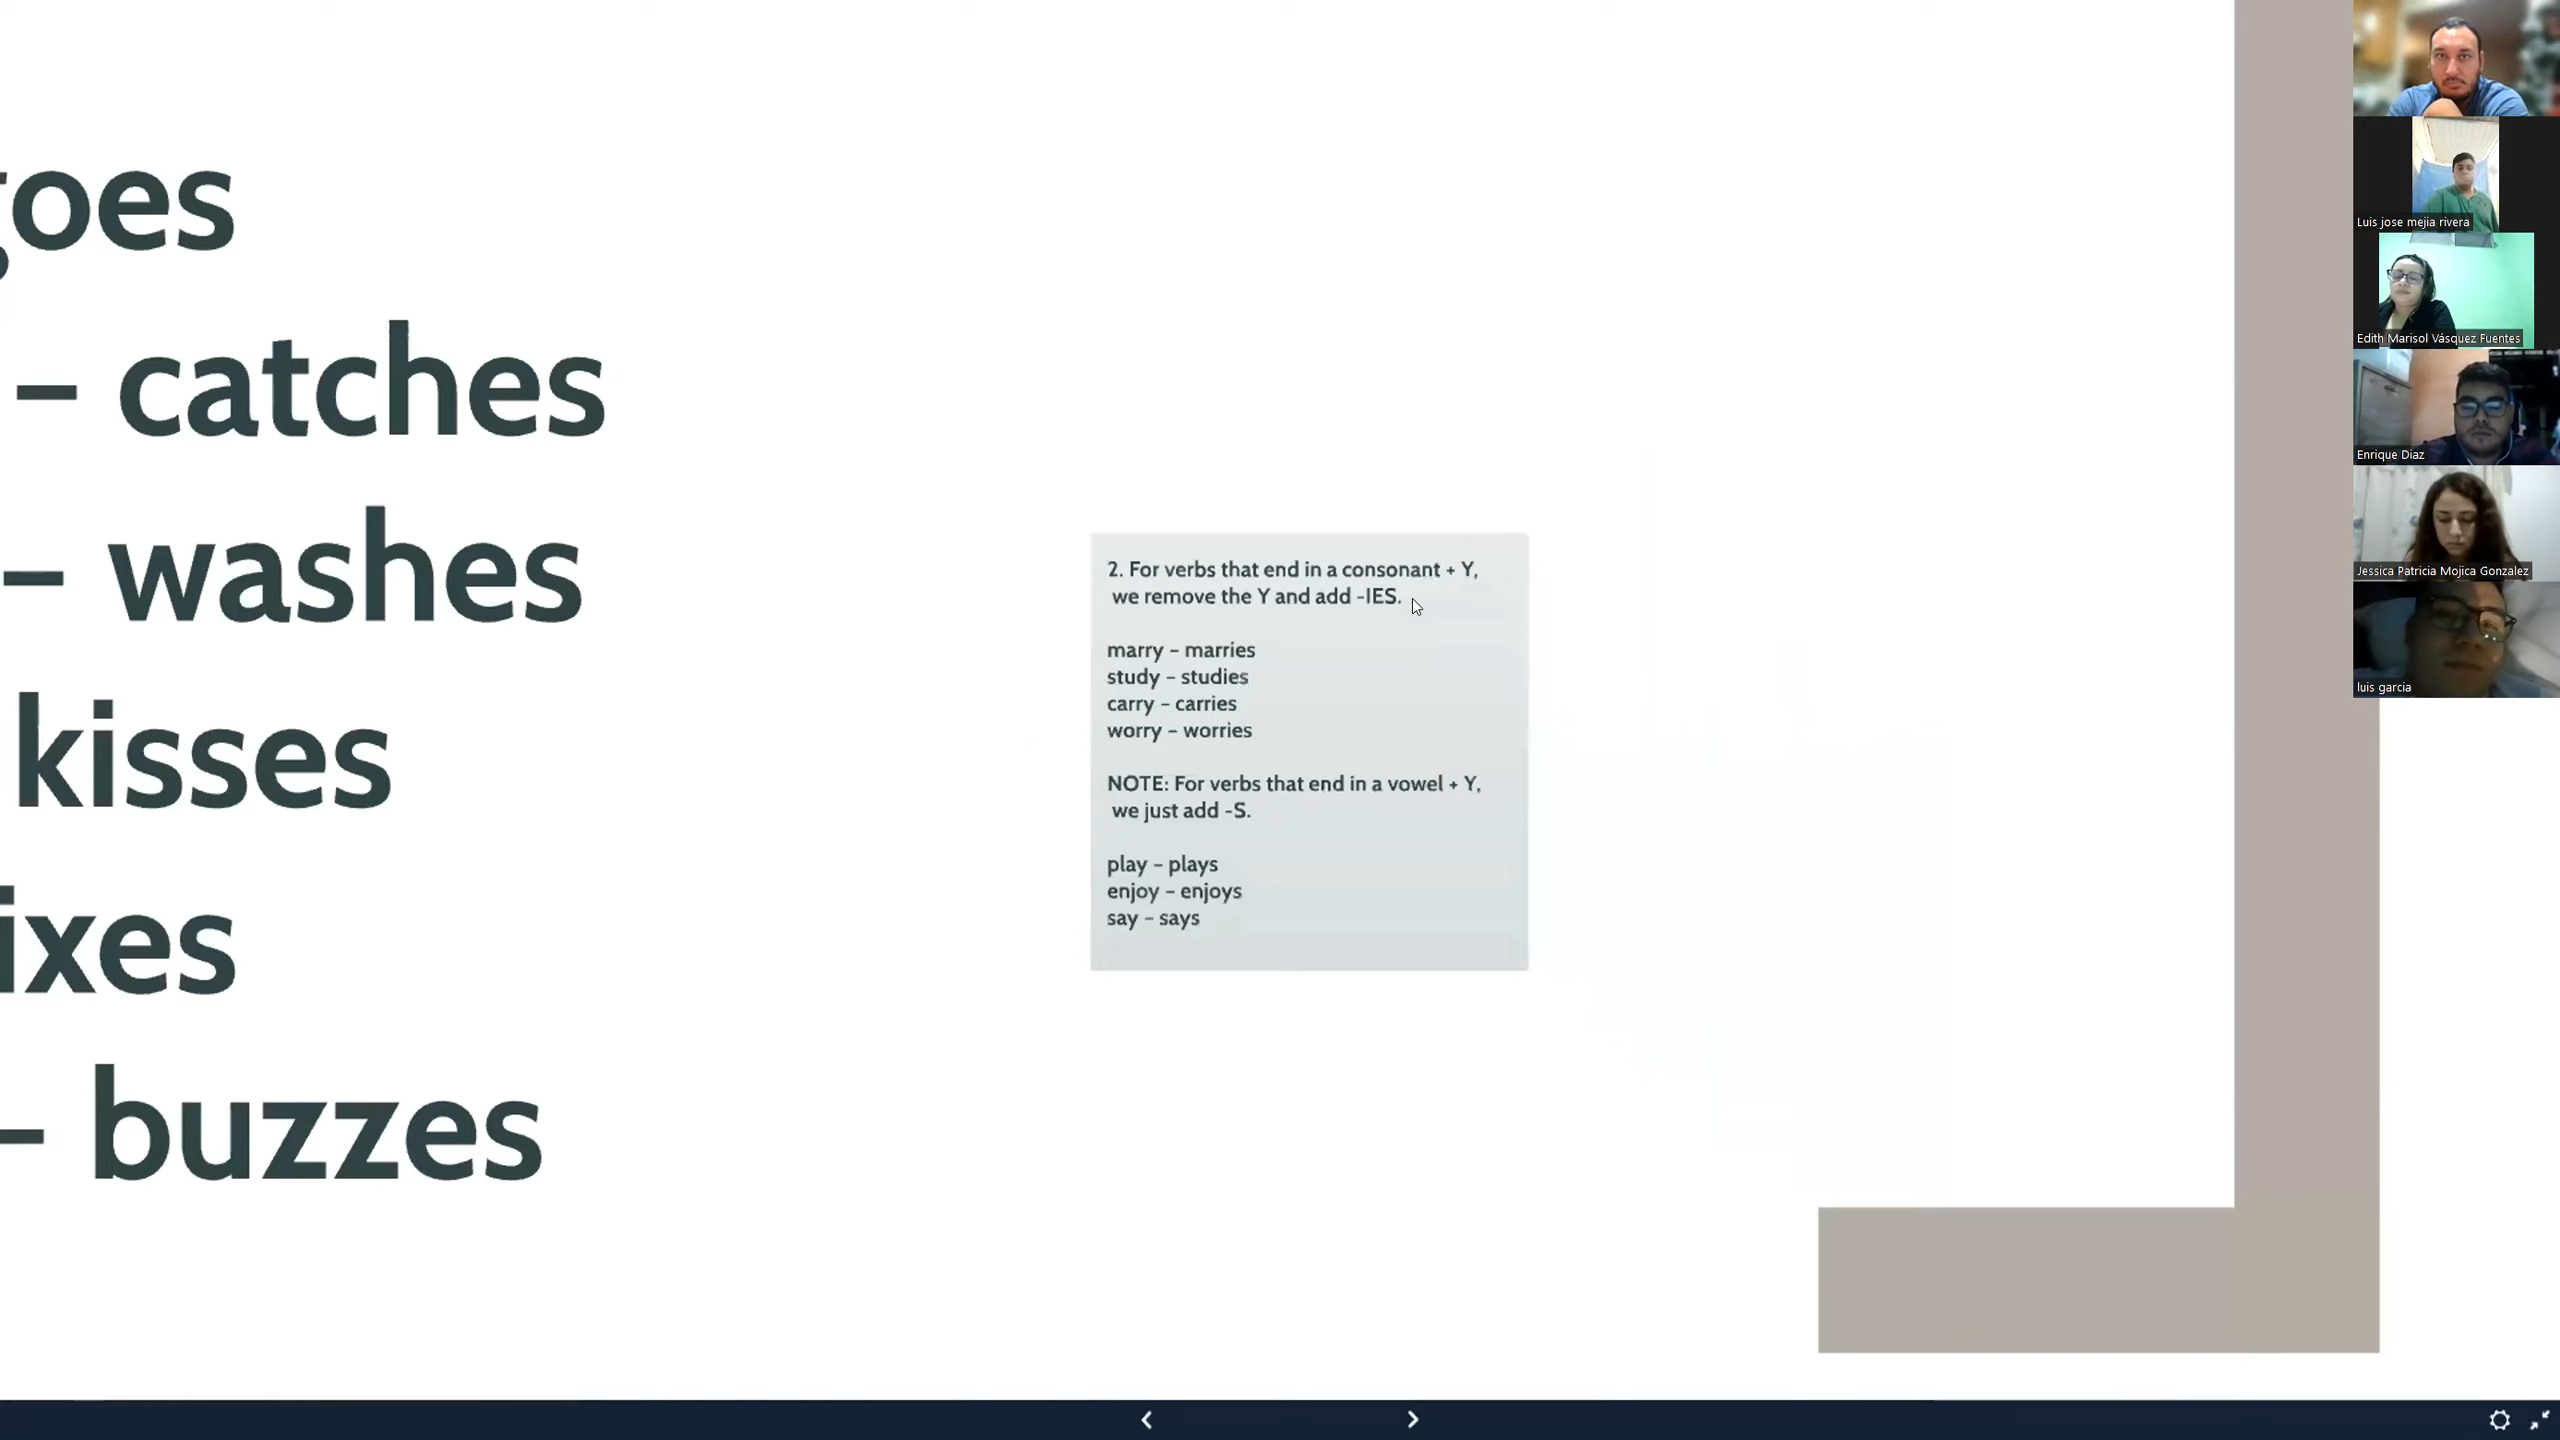 goes
– catches
– washes
kisses
ixes
– buzzes
2. For verbs that end in a consonant + Y,
we remove the Y and add -IES.
marry – marries
study – studies
carry – carries
worry – worries
NOTE: For verbs that end in a vowel + Y,
we just add -S.
play – plays
enjoy – enjoys
say – says
Luis jose mejia rivera
Edith Marisol Vásquez Fuentes
Enrique Diaz
Jessica Patricia Mojica Gonzalez
luis garcia